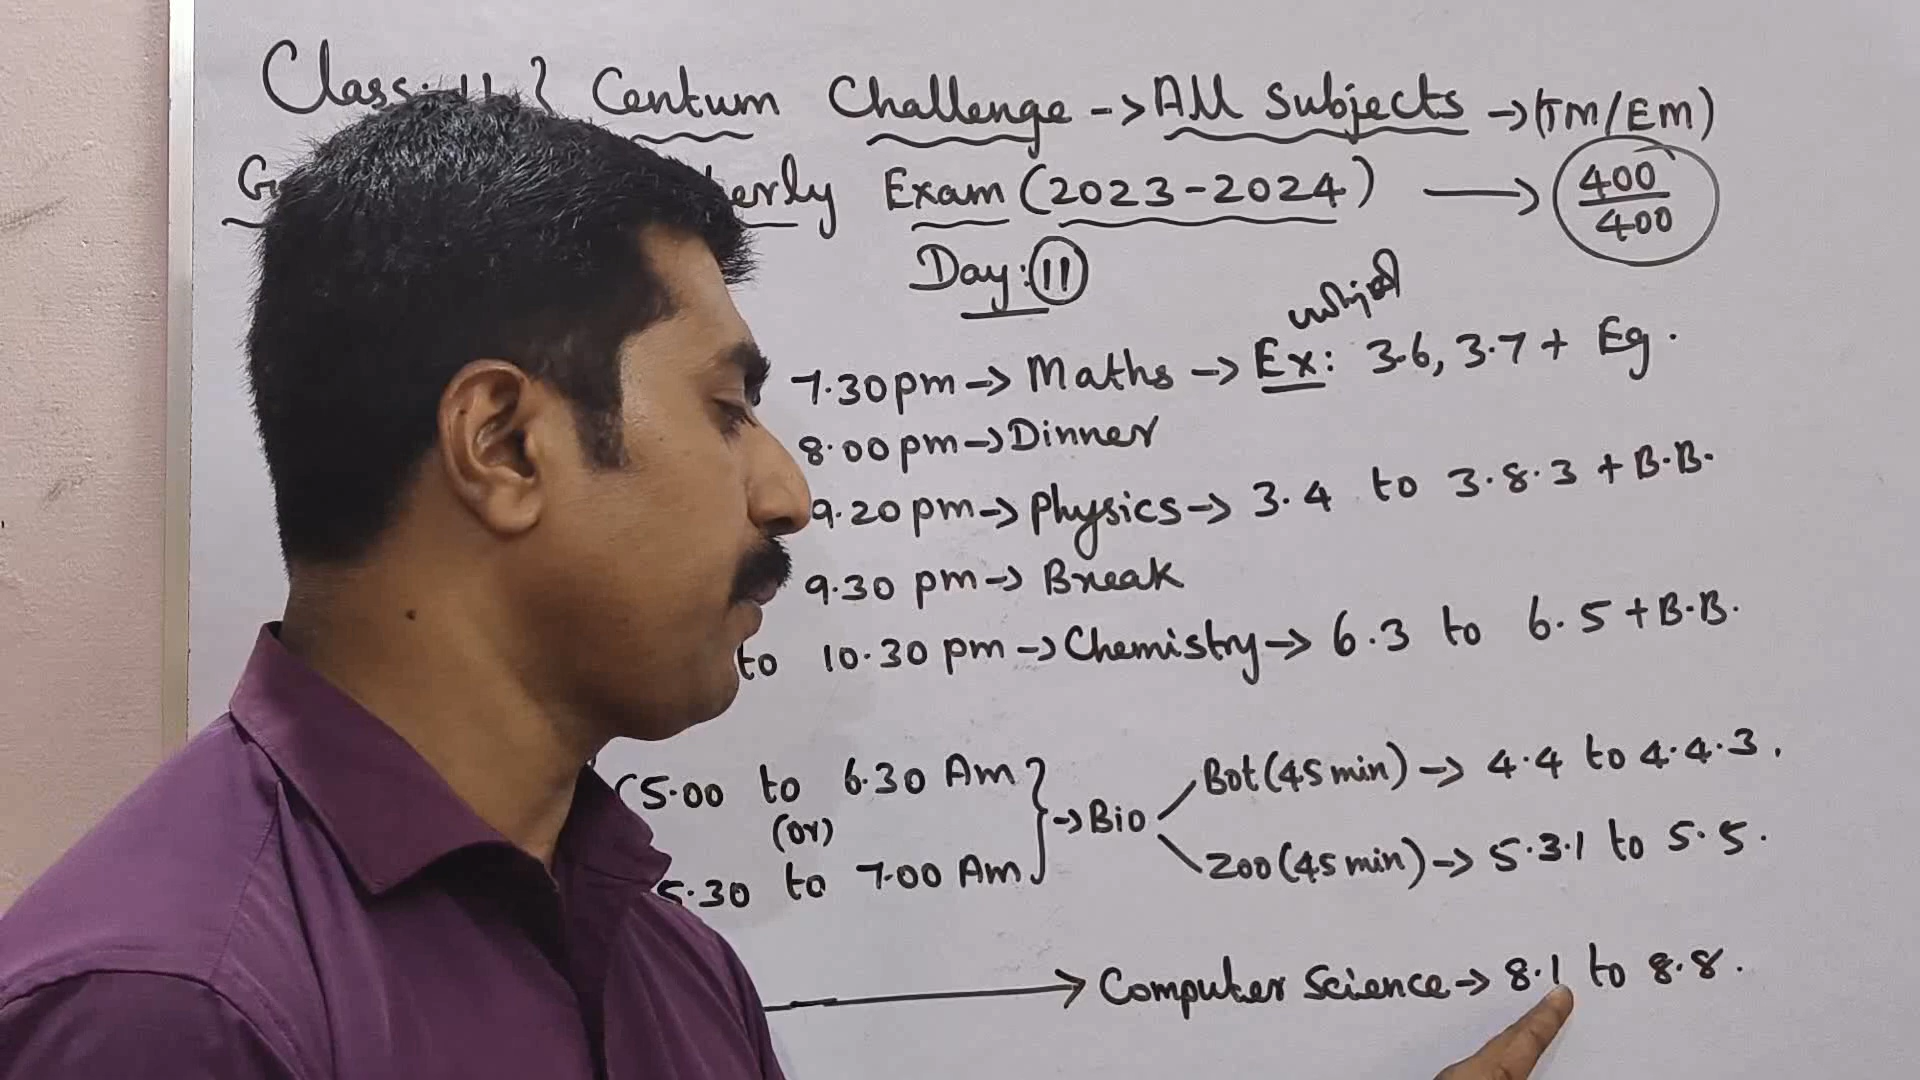 Class: 11 } Centum Challenge -> All Subjects -> (TM/EM)
Exam (2023-2024) -> 400/400
Day: 11
பயிற்சி
7.30pm -> Maths -> Ex: 3.6, 3.7 + Eg.
8.00 pm -> Dinner
9.20 pm -> Physics -> 3.4 to 3.8.3 + B.B.
9.30 pm -> Break
to 10.30 pm -> Chemistry -> 6.3 to 6.5 + B.B.
(5.00 to 6.30 Am
(or)
5.30 to 7.00 Am } -> Bio
Bot (45 min) -> 4.4 to 4.4.3.
Zoo (45 min) -> 5.3.1 to 5.5.
-> Computer Science -> 8.1 to 8.8.